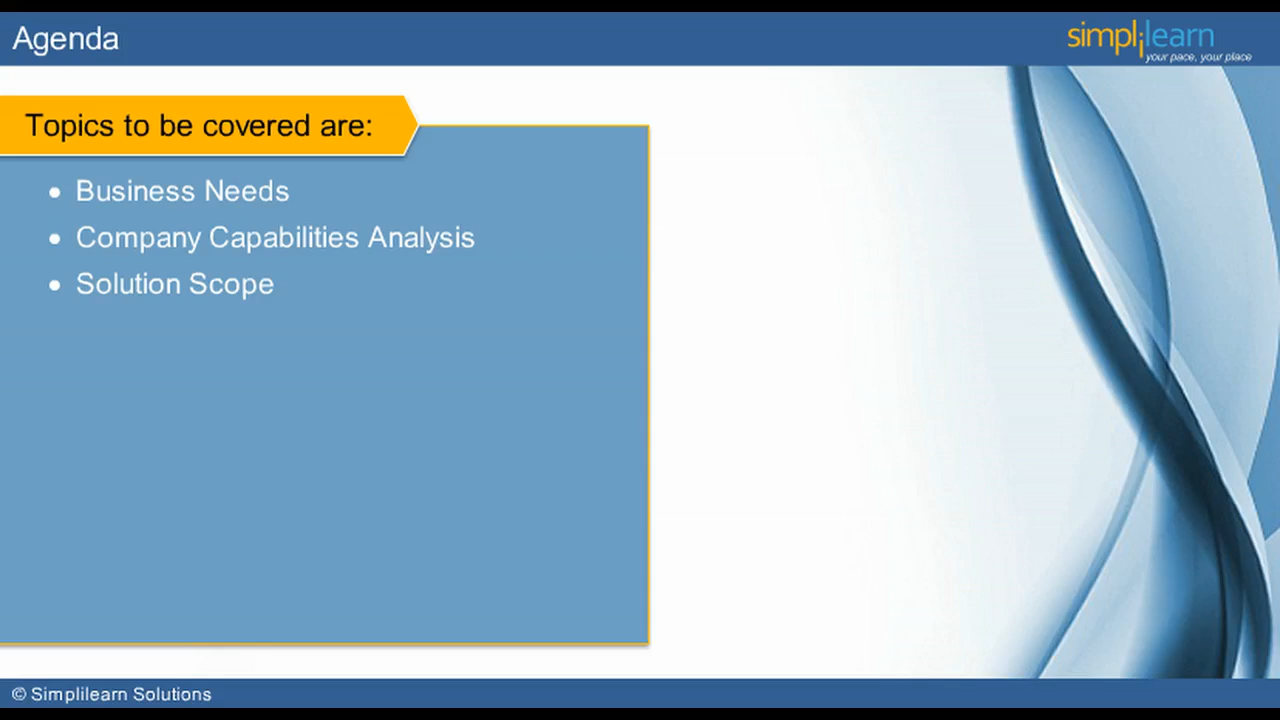 Agenda
simplilearn
your pace, your place
Topics to be covered are:
• Business Needs
• Company Capabilities Analysis
• Solution Scope
© Simplilearn Solutions